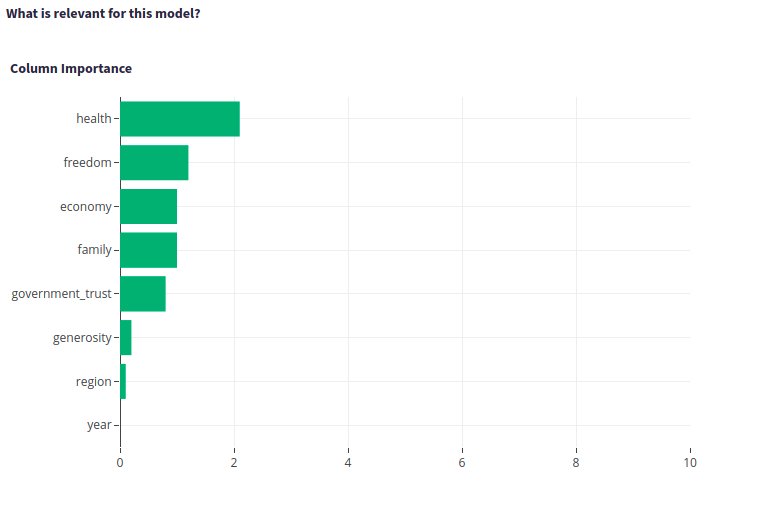 What is relevant for this model?
Column Importance
health
freedom
economy
family
government_trust
generosity
region
year
0 2 4 6 8 10